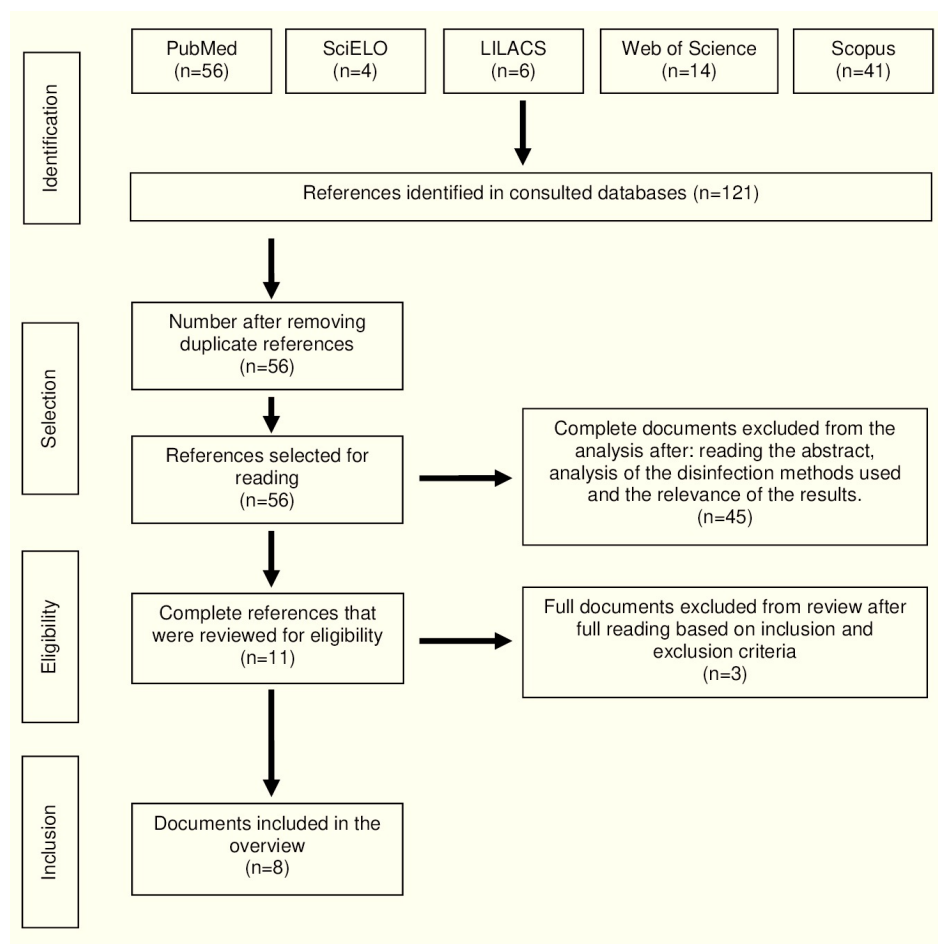 PubMed
(n=56)
SciELO
(n=4)
LILACS
(n=6)
Web of Science
(n=14)
Scopus
(n=41)
Identification
References identified in consulted databases (n=121)
Selection
Number after removing
duplicate references
(n=56)
References selected for
reading
(n=56)
Complete documents excluded from the
analysis after: reading the abstract,
analysis of the disinfection methods used
and the relevance of the results.
(n=45)
Eligibility
Complete references that
were reviewed for eligibility
(n=11)
Full documents excluded from review after
full reading based on inclusion and
exclusion criteria
(n=3)
Inclusion
Documents included in the
overview
(n=8)